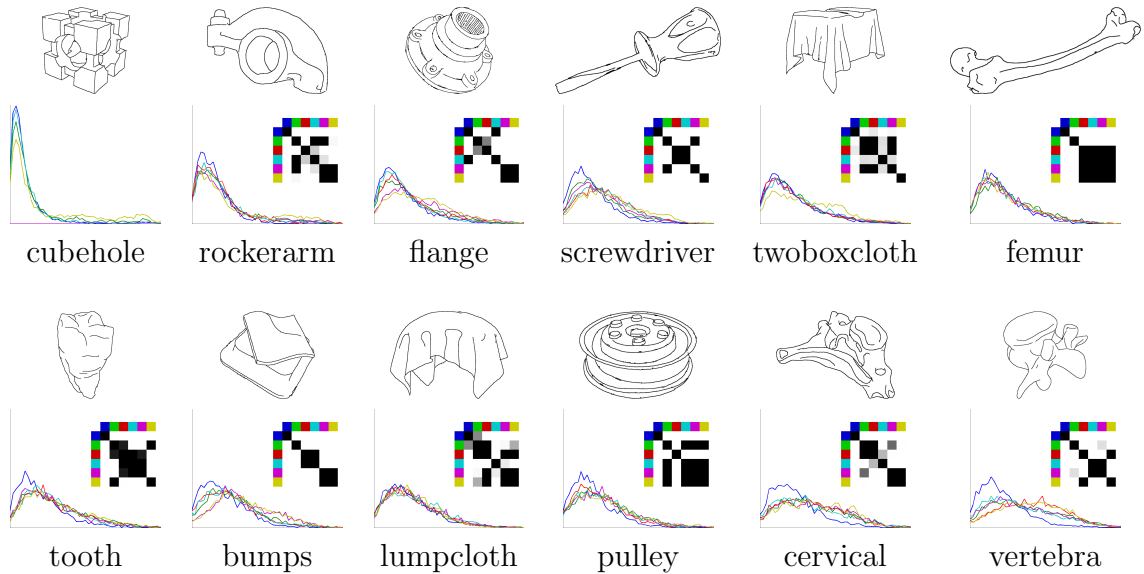 cubehole rockerarm flange screwdriver twoboxcloth femur
tooth bumps lumpcloth pulley cervical vertebra